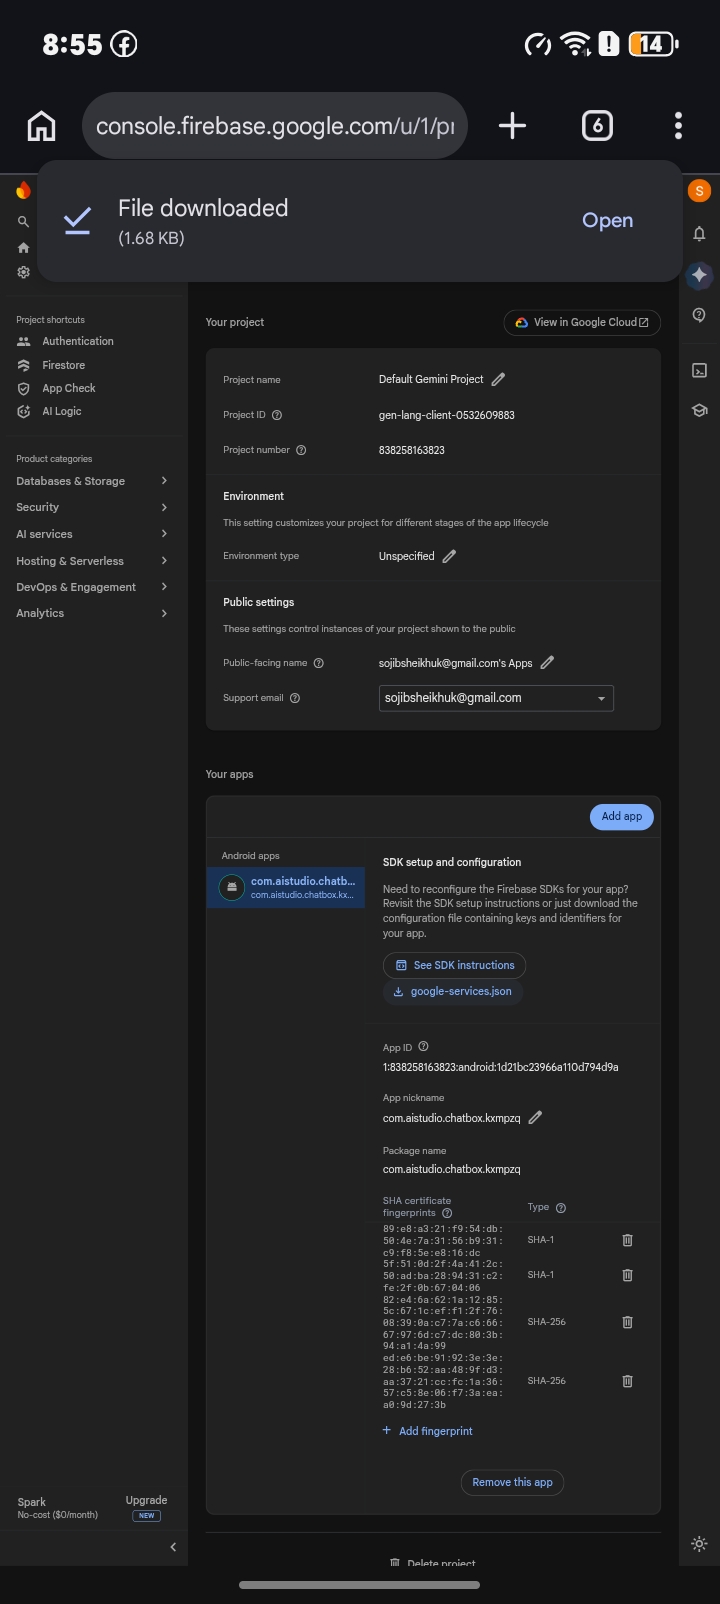 8:55
14
console.firebase.google.com/u/1/pr
6
File downloaded
(1.68 KB)
Open
S
Project shortcuts
Authentication
Firestore
App Check
AI Logic
Product categories
Databases & Storage
Security
AI services
Hosting & Serverless
DevOps & Engagement
Analytics
Your project
View in Google Cloud
Project name
Default Gemini Project
Project ID
gen-lang-client-0532609883
Project number
838258163823
Environment
This setting customizes your project for different stages of the app lifecycle
Environment type
Unspecified
Public settings
These settings control instances of your project shown to the public
Public-facing name
sojibsheikhuk@gmail.com's Apps
Support email
sojibsheikhuk@gmail.com
Your apps
Add app
Android apps
com.aistudio.chatb...
com.aistudio.chatbox.kx...
SDK setup and configuration
Need to reconfigure the Firebase SDKs for your app?
Revisit the SDK setup instructions or just download the
configuration file containing keys and identifiers for
your app.
See SDK instructions
google-services.json
App ID
1:838258163823:android:1d21bc23966a110d794d9a
App nickname
com.aistudio.chatbox.kxmpzq
Package name
com.aistudio.chatbox.kxmpzq
SHA certificate
fingerprints
Type
89:e8:a3:21:f9:54:db:
50:4e:7a:31:56:b9:31:
c9:f8:5e:e8:16:dc
SHA-1
5f:51:0d:2f:4a:41:2c:
50:ad:ba:28:94:31:c2:
fe:2f:0b:67:04:06
SHA-1
82:e4:6a:62:1a:12:85:
5c:67:1c:ef:f1:2f:76:
08:39:0a:c7:7a:c6:66:
67:97:6d:c7:dc:80:3b:
94:a1:4a:99
SHA-256
ed:e6:be:91:92:3e:3e:
28:b6:52:aa:48:9f:d3:
aa:37:21:cc:fc:1a:36:
57:c5:8e:06:f7:3a:ea:
a0:9d:27:3b
SHA-256
Add fingerprint
Remove this app
Spark
No-cost ($0/month)
Upgrade
NEW
Delete project